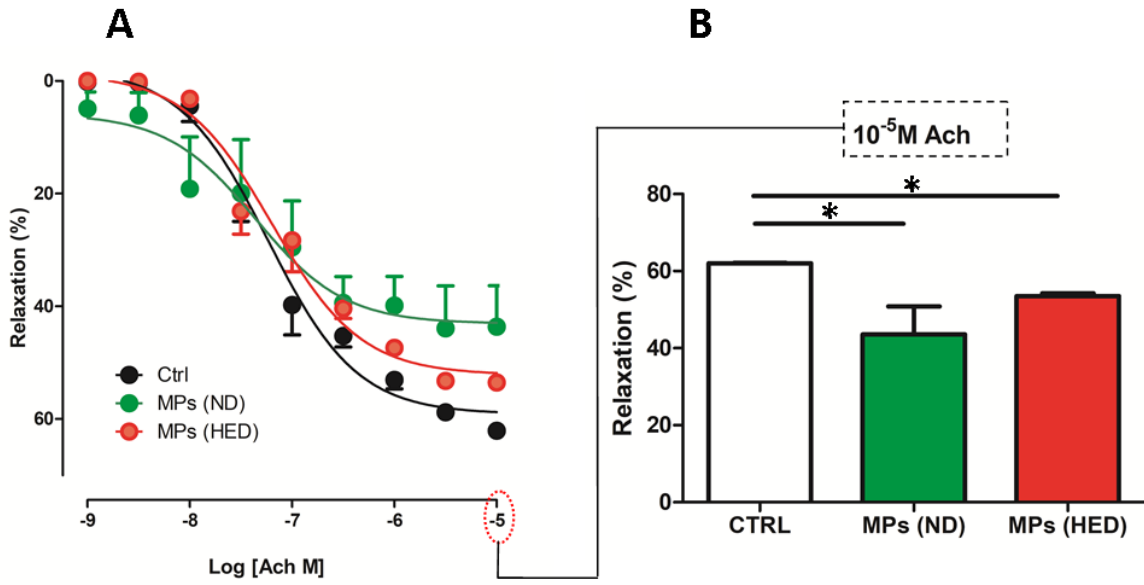 A
B
0
20
40
60
Relaxation (%)
Ctrl
MPs (ND)
MPs (HED)
-9
-8
-7
-6
-5
Log [Ach M]
10⁻⁵M Ach
80
60
40
20
0
Relaxation (%)
*
*
CTRL
MPs (ND)
MPs (HED)